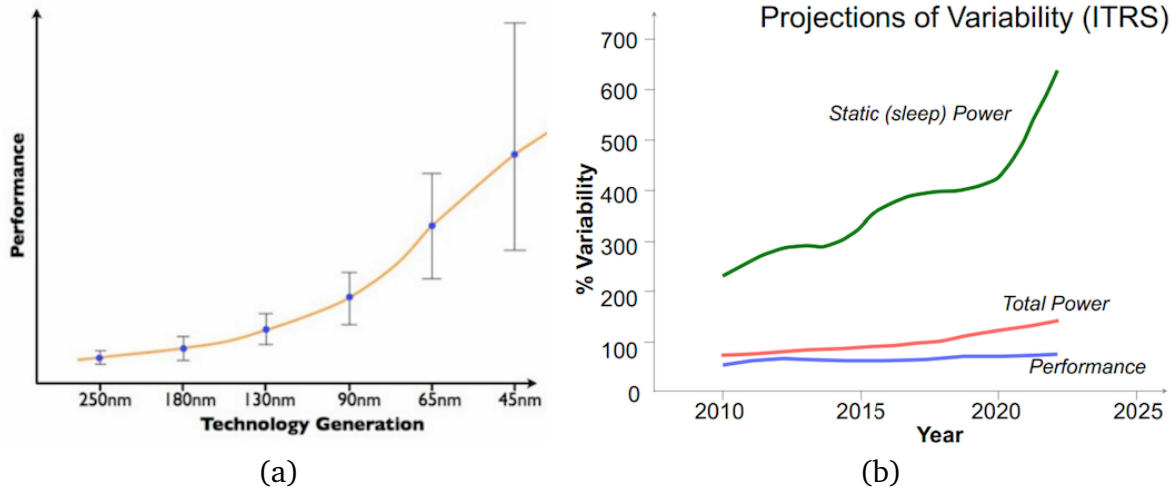 Performance
250nm 180nm 130nm 90nm 65nm 45nm
Technology Generation
(a)
Projections of Variability (ITRS)
700
600
500
400
300
200
100
0
% Variability
Static (sleep) Power
Total Power
Performance
2010 2015 2020 2025
Year
(b)